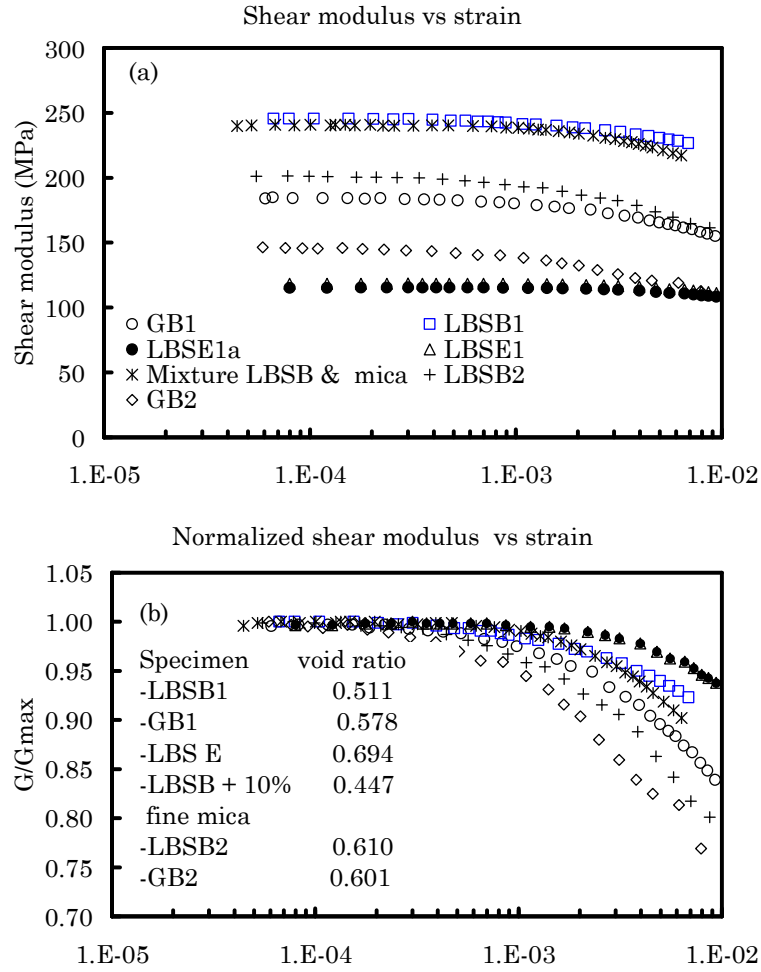 Shear modulus vs strain
300
(a)
250
200
150
100
50
0
Shear modulus (MPa)
GB1 LBSB1
LBSE1a LBSE1
Mixture LBSB & mica LBSB2
GB2
1.E-05 1.E-04 1.E-03 1.E-02
Normalized shear modulus vs strain
1.05
(b)
1.00
0.95
0.90
0.85
0.80
0.75
0.70
G/Gmax
Specimen void ratio
-LBSB1 0.511
-GB1 0.578
-LBS E 0.694
-LBSB + 10% 0.447
fine mica
-LBSB2 0.610
-GB2 0.601
1.E-05 1.E-04 1.E-03 1.E-02